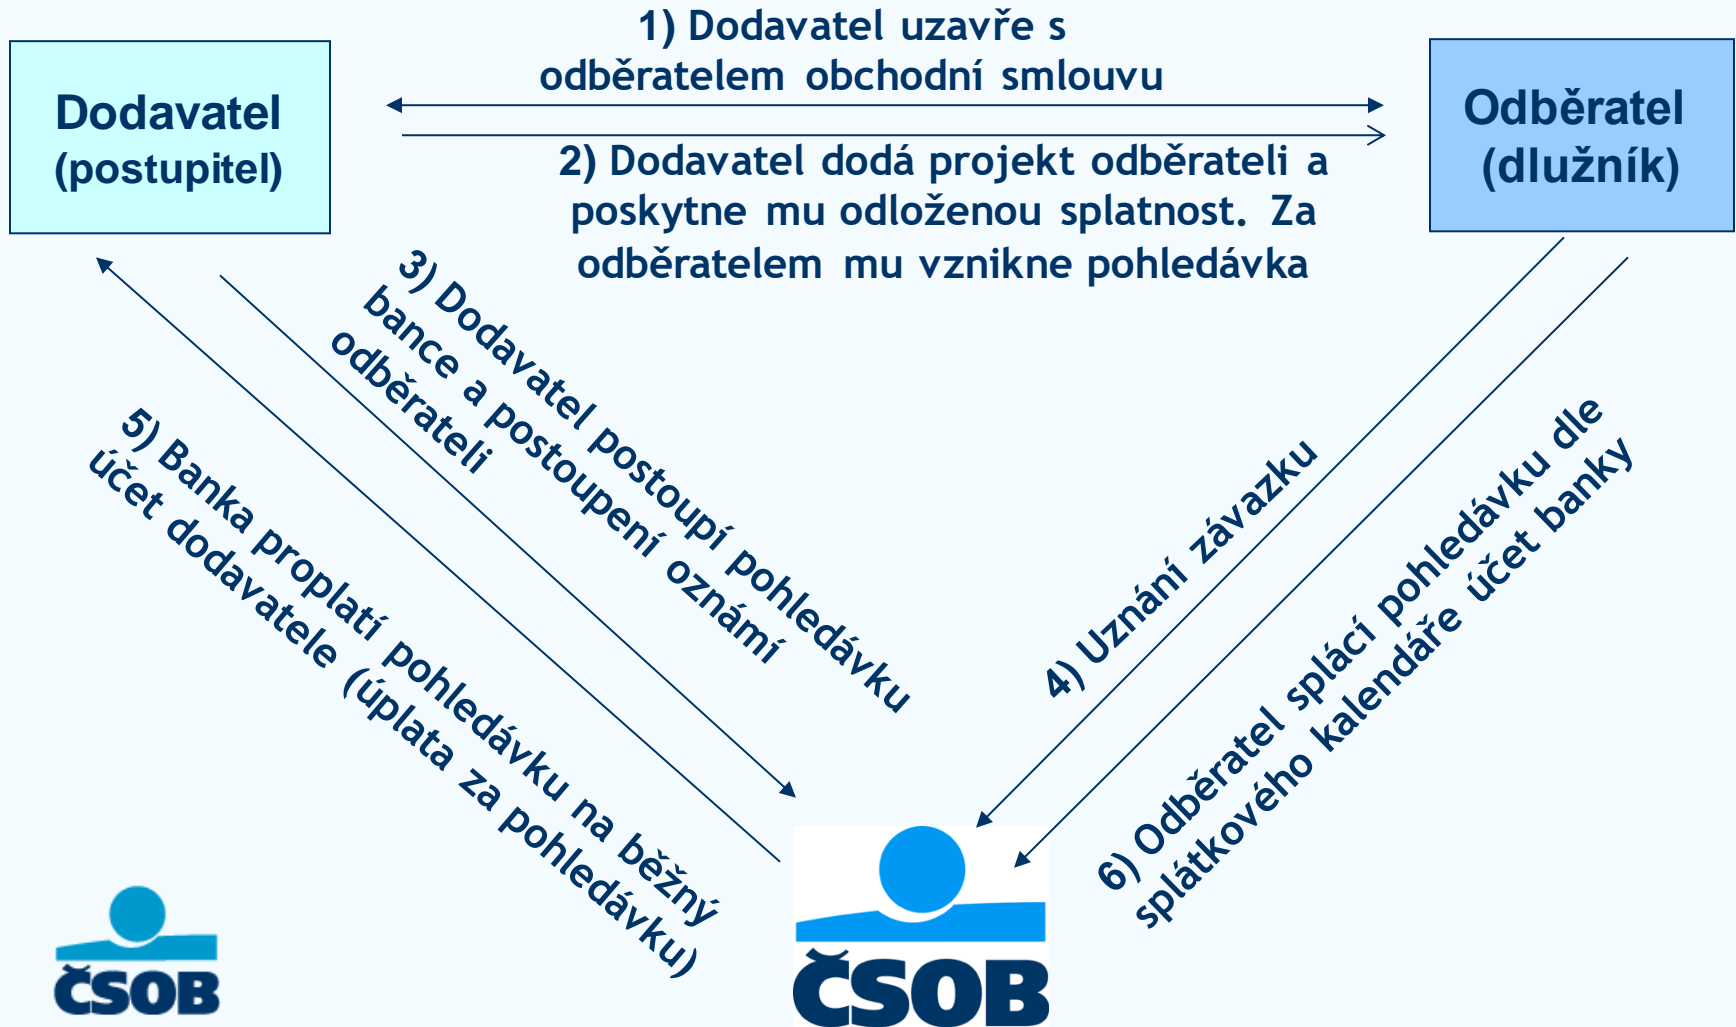 1) Dodavatel uzavře s
odběratelem obchodní smlouvu
Dodavatel
(postupitel)
Odběratel
(dlužník)
2) Dodavatel dodá projekt odběrateli a
poskytne mu odloženou splatnost. Za
odběratelem mu vznikne pohledávka
3) Dodavatel postoupí pohledávku
bance a postoupení oznámí
odběrateli
4) Uznání závazku
5) Banka proplatí pohledávku na běžný
účet dodavatele (úplata za pohledávku)
6) Odběratel splácí pohledávku dle
splátkového kalendáře účet banky
ČSOB
ČSOB